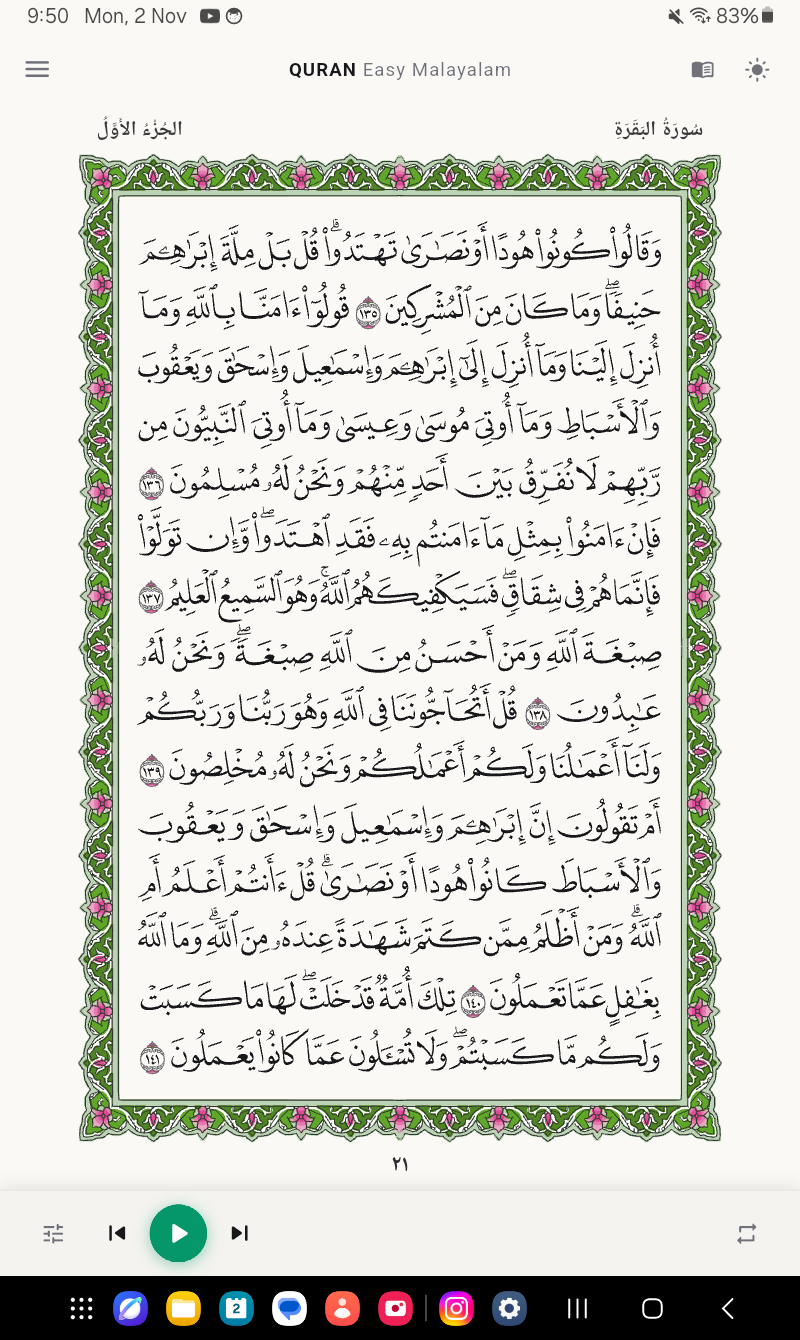 9:50 Mon, 2 Nov 83%
QURAN Easy Malayalam
سُورَةُ البَقَرَةِ الجُزْءُ الأَوَّلُ
وَقَالُوا۟ كُونُوا۟ هُودًا أَوْ نَصَـٰرَىٰ تَهْتَدُوا۟ ۗ قُلْ بَلْ مِلَّةَ إِبْرَٰهِـۧمَ
حَنِيفًا ۖ وَمَا كَانَ مِنَ ٱلْمُشْرِكِينَ ١٣٥ قُولُوٓا۟ ءَامَنَّا بِٱللَّهِ وَمَآ
أُنزِلَ إِلَيْنَا وَمَآ أُنزِلَ إِلَىٰٓ إِبْرَٰهِـۧمَ وَإِسْمَـٰعِيلَ وَإِسْحَـٰقَ وَيَعْقُوبَ
وَٱلْأَسْبَاطِ وَمَآ أُوتِىَ مُوسَىٰ وَعِيسَىٰ وَمَآ أُوتِىَ ٱلنَّبِيُّونَ مِن
رَّبِّهِمْ لَا نُفَرِّقُ بَيْنَ أَحَدٍ مِّنْهُمْ وَنَحْنُ لَهُۥ مُسْلِمُونَ ١٣٦
فَإِنْ ءَامَنُوا۟ بِمِثْلِ مَآ ءَامَنتُم بِهِۦ فَقَدِ ٱهْتَدَوا۟ ۖ وَّإِن تَوَلَّوْا۟
فَإِنَّمَا هُمْ فِى شِقَاقٍ ۖ فَسَيَكْفِيكَهُمُ ٱللَّهُ ۚ وَهُوَ ٱلسَّمِيعُ ٱلْعَلِيمُ ١٣٧
صِبْغَةَ ٱللَّهِ وَمَنْ أَحْسَنُ مِنَ ٱللَّهِ صِبْغَةً ۖ وَنَحْنُ لَهُۥ
عَـٰبِدُونَ ١٣٨ قُلْ أَتُحَآجُّونَنَا فِى ٱللَّهِ وَهُوَ رَبُّنَا وَرَبُّكُمْ
وَلَنَآ أَعْمَـٰلُنَا وَلَكُمْ أَعْمَـٰلُكُمْ وَنَحْنُ لَهُۥ مُخْلِصُونَ ١٣٩
أَمْ تَقُولُونَ إِنَّ إِبْرَٰهِـۧمَ وَإِسْمَـٰعِيلَ وَإِسْحَـٰقَ وَيَعْقُوبَ
وَٱلْأَسْبَاطَ كَانُوا۟ هُودًا أَوْ نَصَـٰرَىٰ ۗ قُلْ ءَأَنتُمْ أَعْلَمُ أَمِ
ٱللَّهُ ۗ وَمَنْ أَظْلَمُ مِمَّن كَتَمَ شَهَـٰدَةً عِندَهُۥ مِنَ ٱللَّهِ ۗ وَمَا ٱللَّهُ
بِغَـٰفِلٍ عَمَّا تَعْمَلُونَ ١٤٠ تِلْكَ أُمَّةٌ قَدْ خَلَتْ ۖ لَهَا مَا كَسَبَتْ
وَلَكُم مَّا كَسَبْتُمْ ۖ وَلَا تُسْـَٔلُونَ عَمَّا كَانُوا۟ يَعْمَلُونَ ١٤١
٢١
2